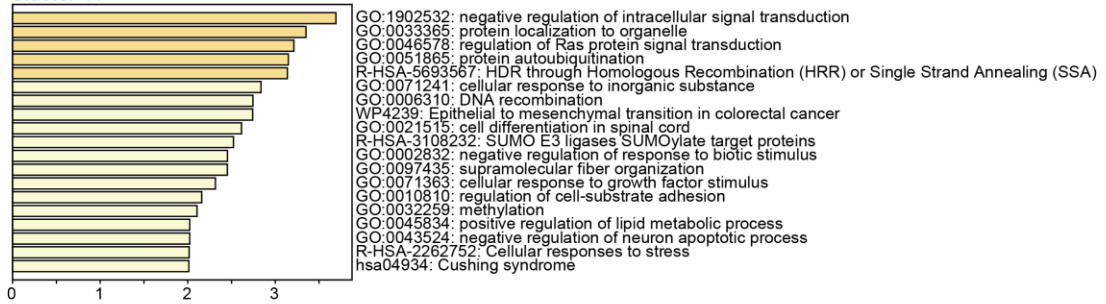 GO:1902532: negative regulation of intracellular signal transduction
GO:0033365: protein localization to organelle
GO:0046578: regulation of Ras protein signal transduction
GO:0051865: protein autoubiquitination
R-HSA-5693567: HDR through Homologous Recombination (HRR) or Single Strand Annealing (SSA)
GO:0071241: cellular response to inorganic substance
GO:0006310: DNA recombination
WP4239: Epithelial to mesenchymal transition in colorectal cancer
GO:0021515: cell differentiation in spinal cord
R-HSA-3108232: SUMO E3 ligases SUMOylate target proteins
GO:0002832: negative regulation of response to biotic stimulus
GO:0097435: supramolecular fiber organization
GO:0071363: cellular response to growth factor stimulus
GO:0010810: regulation of cell-substrate adhesion
GO:0032259: methylation
GO:0045834: positive regulation of lipid metabolic process
GO:0043524: negative regulation of neuron apoptotic process
R-HSA-2262752: Cellular responses to stress
hsa04934: Cushing syndrome
0 1 2 3